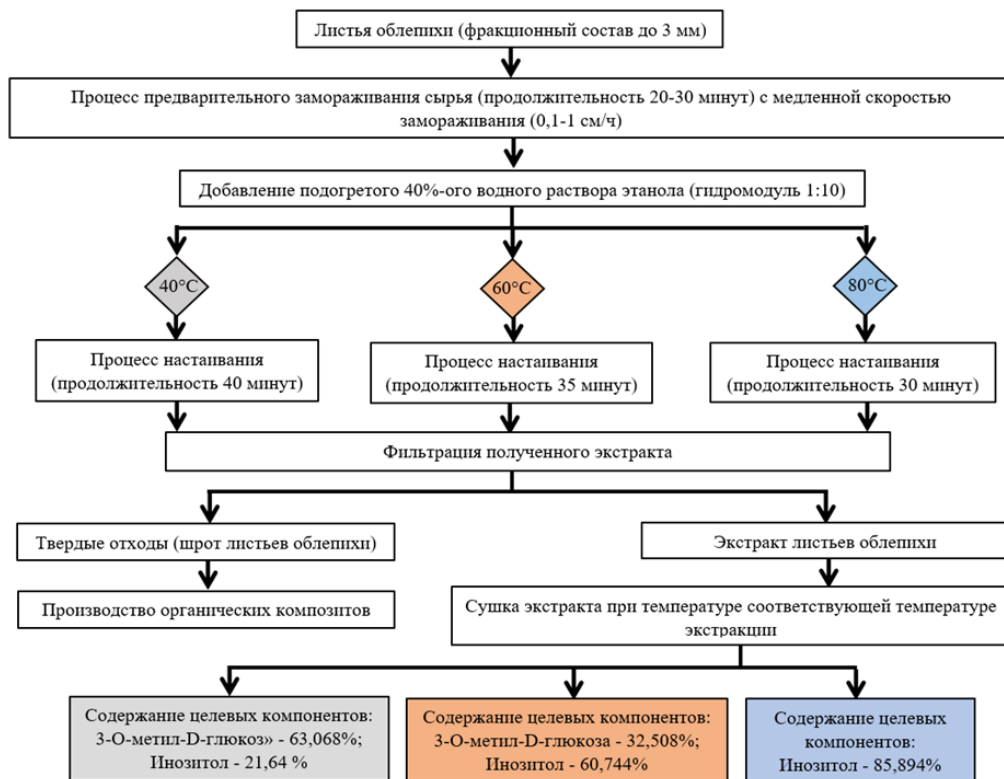 Листья облепихи (фракционный состав до 3 мм)
Процесс предварительного замораживания сырья (продолжительность 20-30 минут) с медленной скоростью
замораживания (0,1-1 см/ч)
Добавление подогретого 40%-ого водного раствора этанола (гидромодуль 1:10)
40°C
60°C
80°C
Процесс настаивания
(продолжительность 40 минут)
Процесс настаивания
(продолжительность 35 минут)
Процесс настаивания
(продолжительность 30 минут)
Фильтрация полученного экстракта
Твердые отходы (шрот листьев облепихи)
Экстракт листьев облепихи
Производство органических композитов
Сушка экстракта при температуре соответствующей температуре
экстракции
Содержание целевых компонентов:
3-О-метил-D-глюкоз» - 63,068%;
Инозитол - 21,64 %
Содержание целевых компонентов:
3-О-метил-D-глюкоза - 32,508%;
Инозитол - 60,744%
Содержание целевых
компонентов:
Инозитол - 85,894%